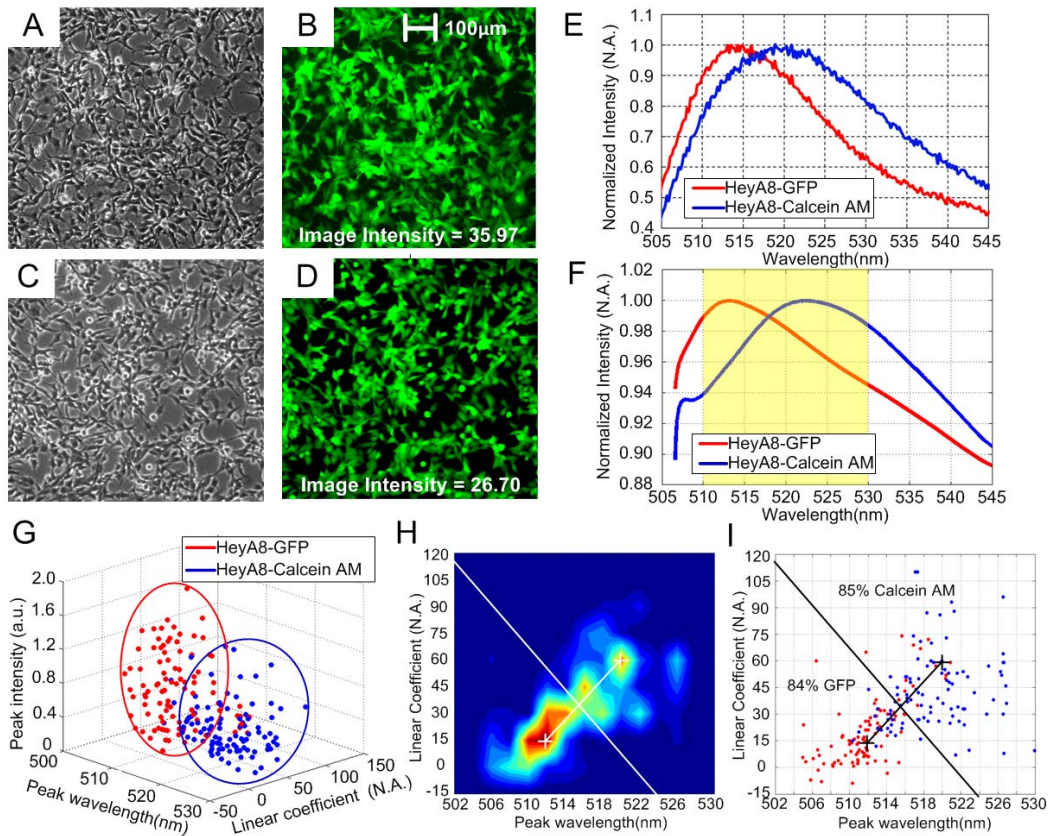 A
B
100μm
Image Intensity = 35.97
C
D
Image Intensity = 26.70
E
Normalized Intensity (N.A.)
1.0
0.9
0.8
0.7
0.6
0.5
0.4
HeyA8-GFP
HeyA8-Calcein AM
505 510 515 520 525 530 535 540 545
Wavelength(nm)
F
Normalized Intensity (N.A.)
1.02
1.00
0.98
0.96
0.94
0.92
0.90
0.88
HeyA8-GFP
HeyA8-Calcein AM
505 510 515 520 525 530 535 540 545
Wavelength(nm)
G
HeyA8-GFP
HeyA8-Calcein AM
Peak intensity (a.u.)
2.0
1.6
1.2
0.8
0.4
0
500 510 520 530
Peak wavelength(nm)
-50 0 50 100 150
Linear coefficient (N.A.)
H
Linear Coefficient (N.A.)
120
105
90
75
60
45
30
15
0
-15
502 506 510 514 518 522 526 530
Peak wavelength(nm)
I
Linear Coefficient (N.A.)
120
105
90
75
60
45
30
15
0
-15
85% Calcein AM
84% GFP
502 506 510 514 518 522 526 530
Peak wavelength(nm)